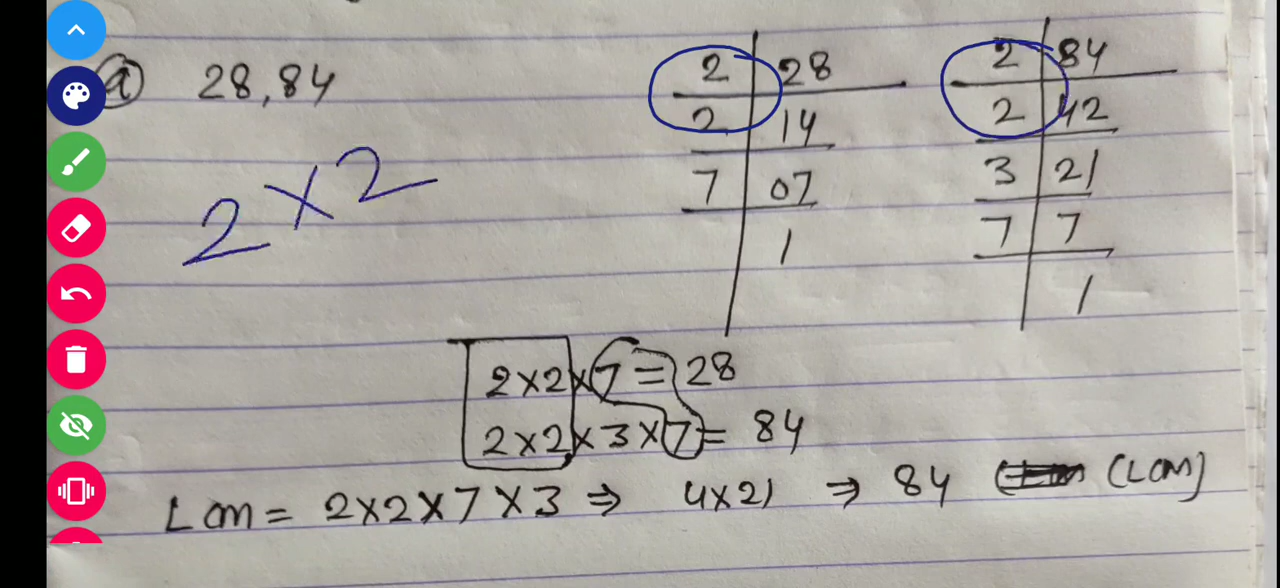 a 28,84
2 × 2
2 | 28
2 | 14
7 | 07
1
2 | 84
2 | 42
3 | 21
7 | 7
1
2×2×7 = 28
2×2×3×7 = 84
Lcm = 2×2×7×3 ⇒ 4×21 ⇒ 84 (Lcm)